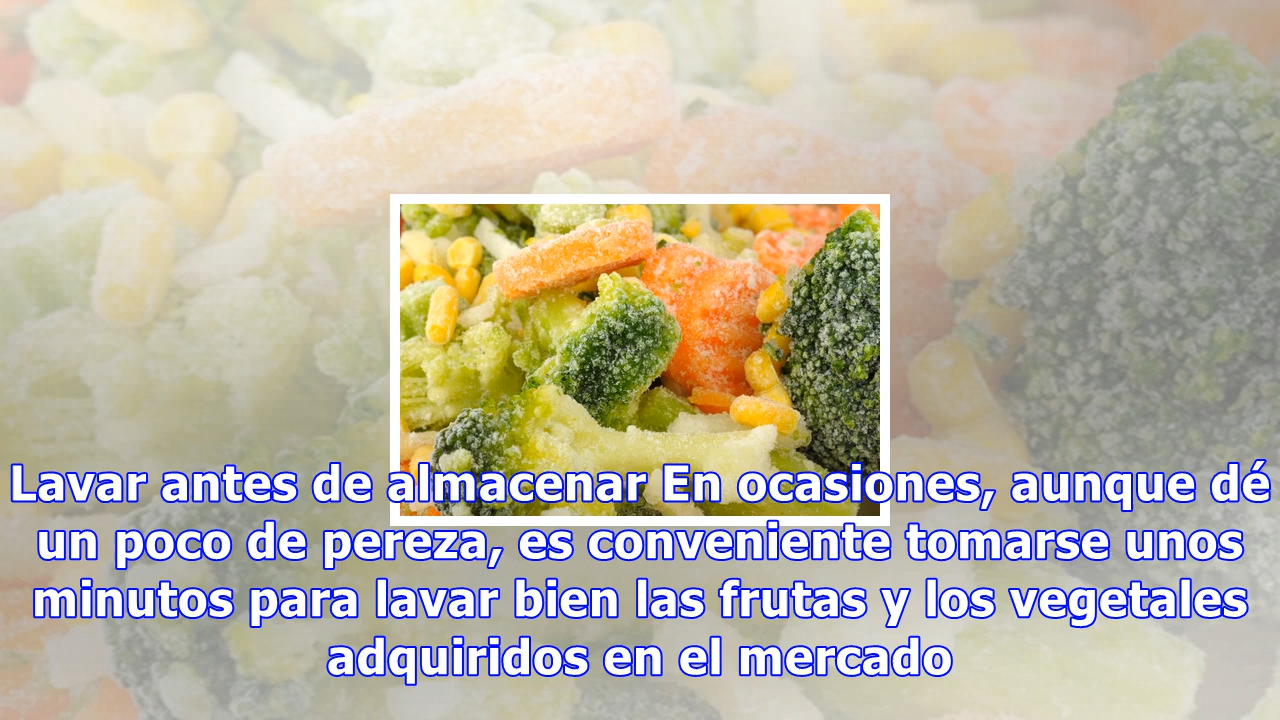 Lavar antes de almacenar En ocasiones, aunque dé
un poco de pereza, es conveniente tomarse unos
minutos para lavar bien las frutas y los vegetales
adquiridos en el mercado